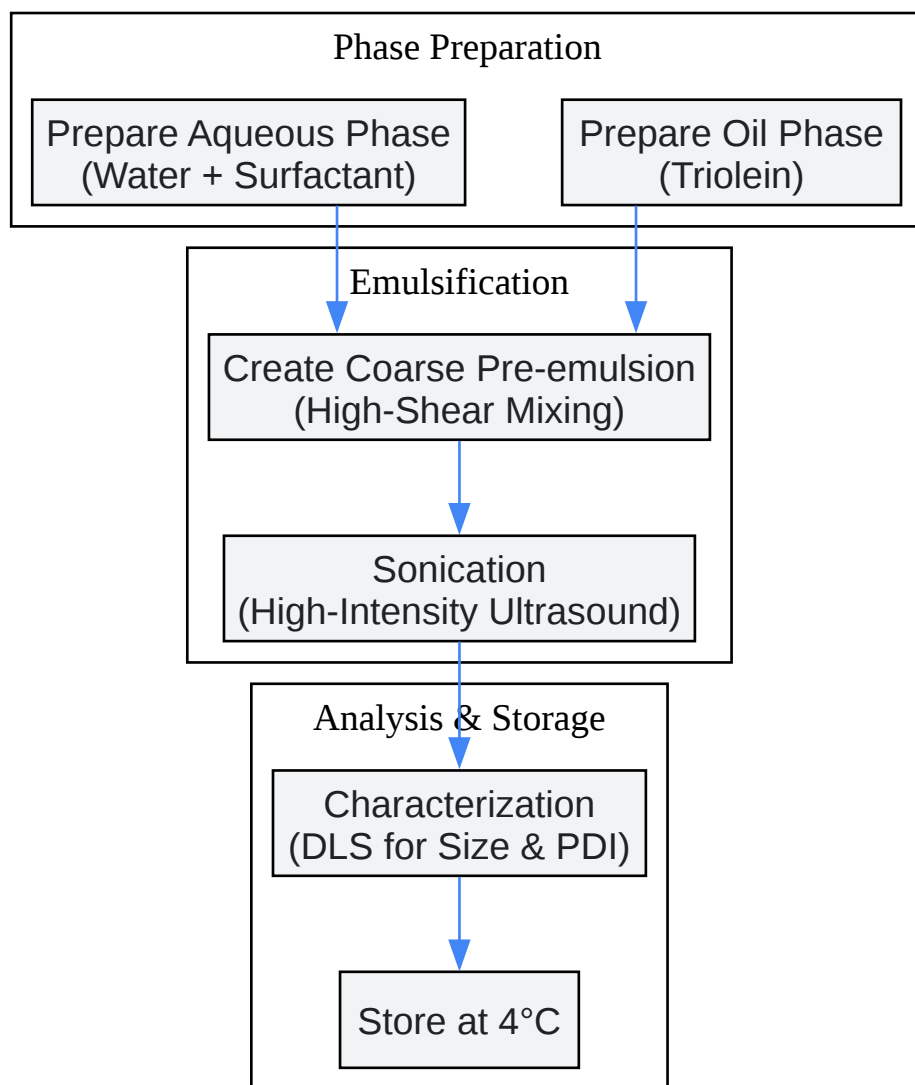 Phase Preparation
Prepare Aqueous Phase
(Water + Surfactant)
Prepare Oil Phase
(Triolein)
Emulsification
Create Coarse Pre-emulsion
(High-Shear Mixing)
Sonication
(High-Intensity Ultrasound)
Analysis & Storage
Characterization
(DLS for Size & PDI)
Store at 4°C